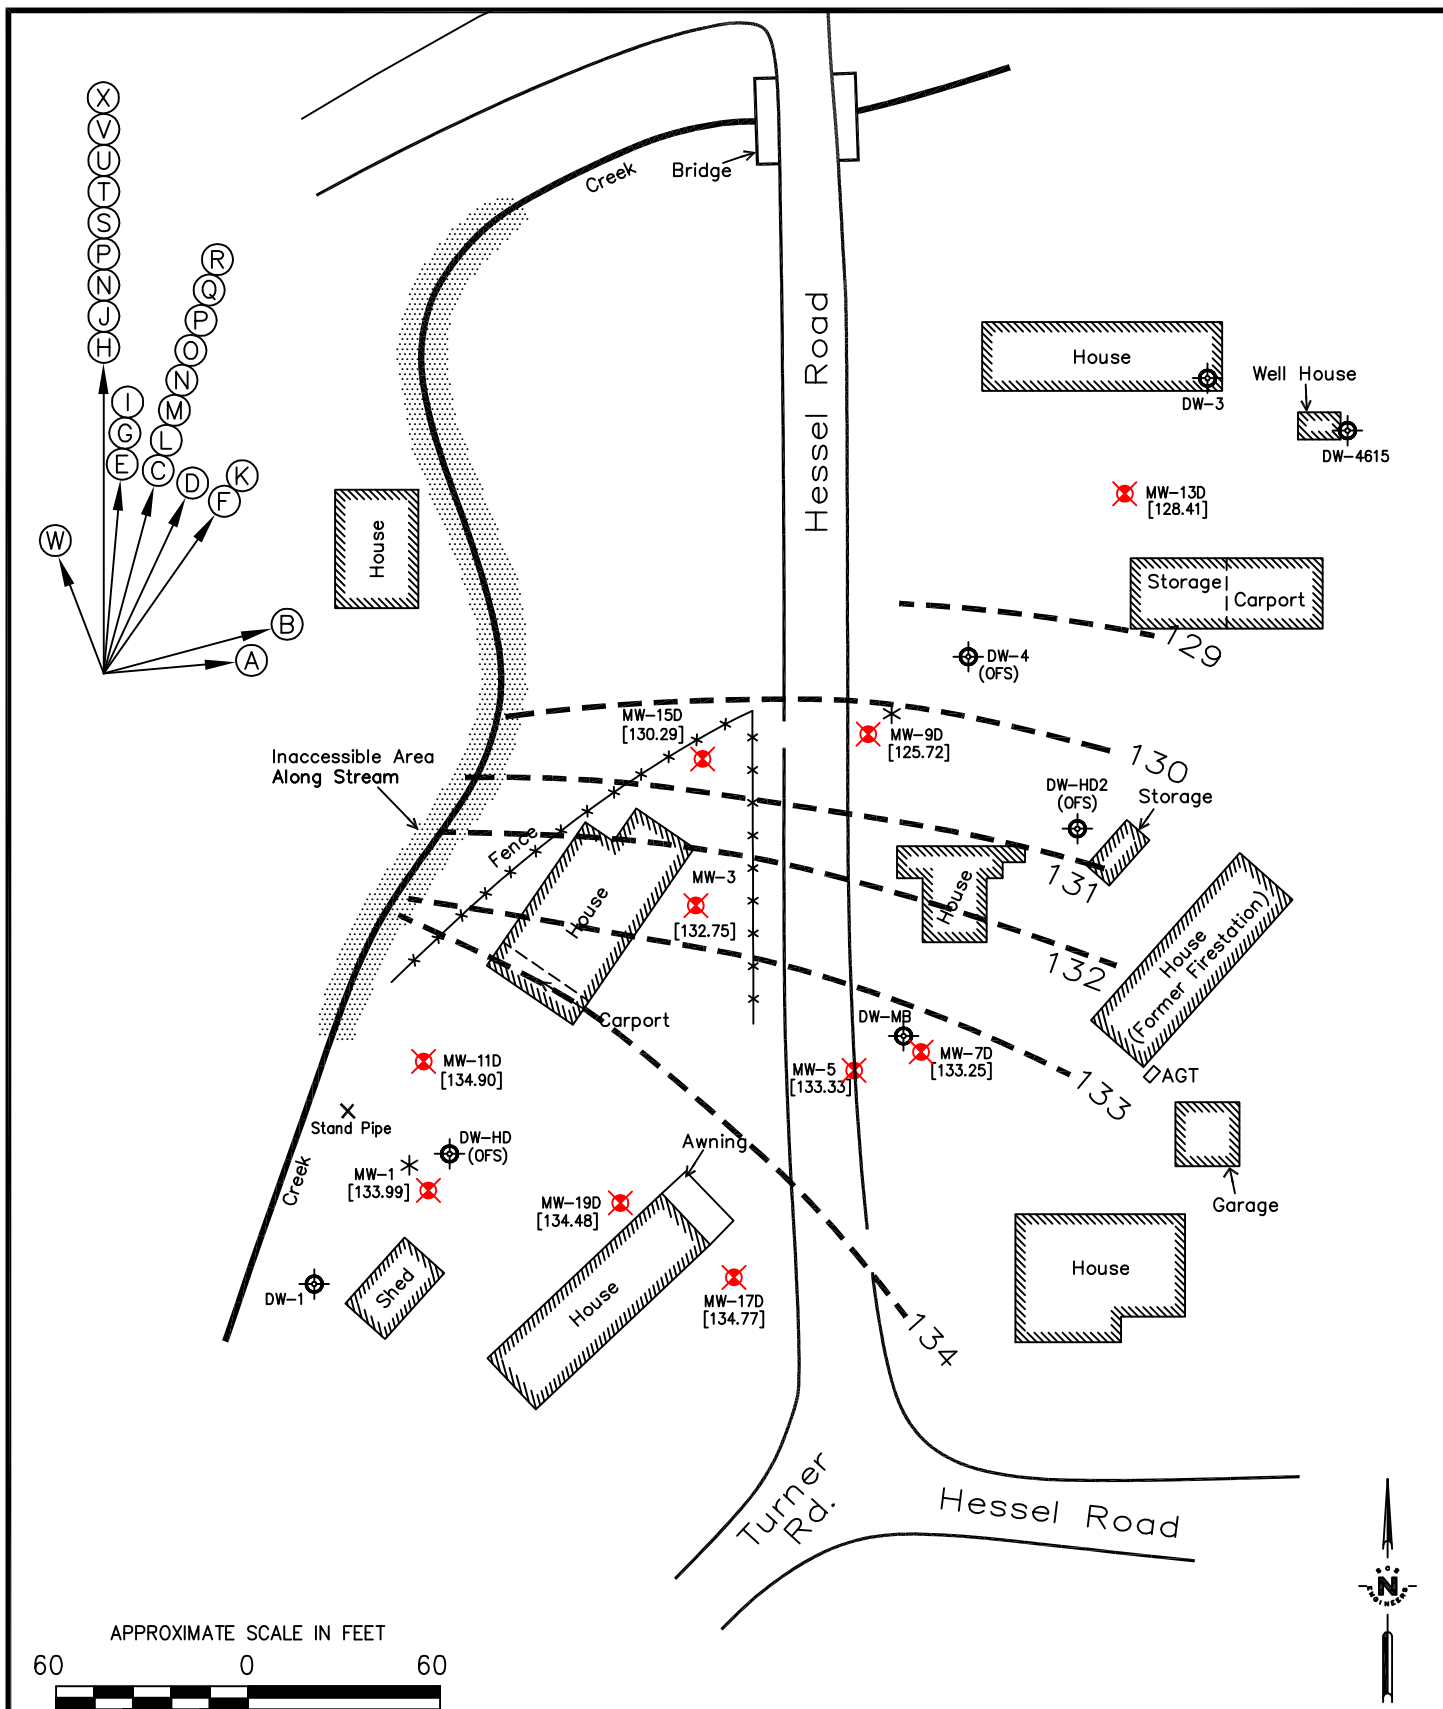 X
V
U
T
S
P
N
J
H
I
G
E
R
Q
P
O
N
M
L
C
D
K
F
W
B
A
Creek
Bridge
Hessel Road
House
DW-3
Well House
DW-4615
MW-13D
[128.41]
House
Storage
Carport
129
DW-4
(OFS)
MW-15D
[130.29]
MW-9D
[125.72]
130
Inaccessible Area
Along Stream
DW-HD2
(OFS)
Storage
Fence
House
MW-3
[132.75]
House
131
132
House
(Former Firestation)
Carport
DW-MB
MW-5
[133.33]
MW-7D
[133.25]
133
AGT
MW-11D
[134.90]
Stand Pipe
DW-HD
(OFS)
MW-1
[133.99]
Creek
Awning
MW-19D
[134.48]
Garage
House
DW-1
Shed
House
MW-17D
[134.77]
134
Turner
Rd.
Hessel Road
SCS
N
ENGINEERS
APPROXIMATE SCALE IN FEET
60 0 60